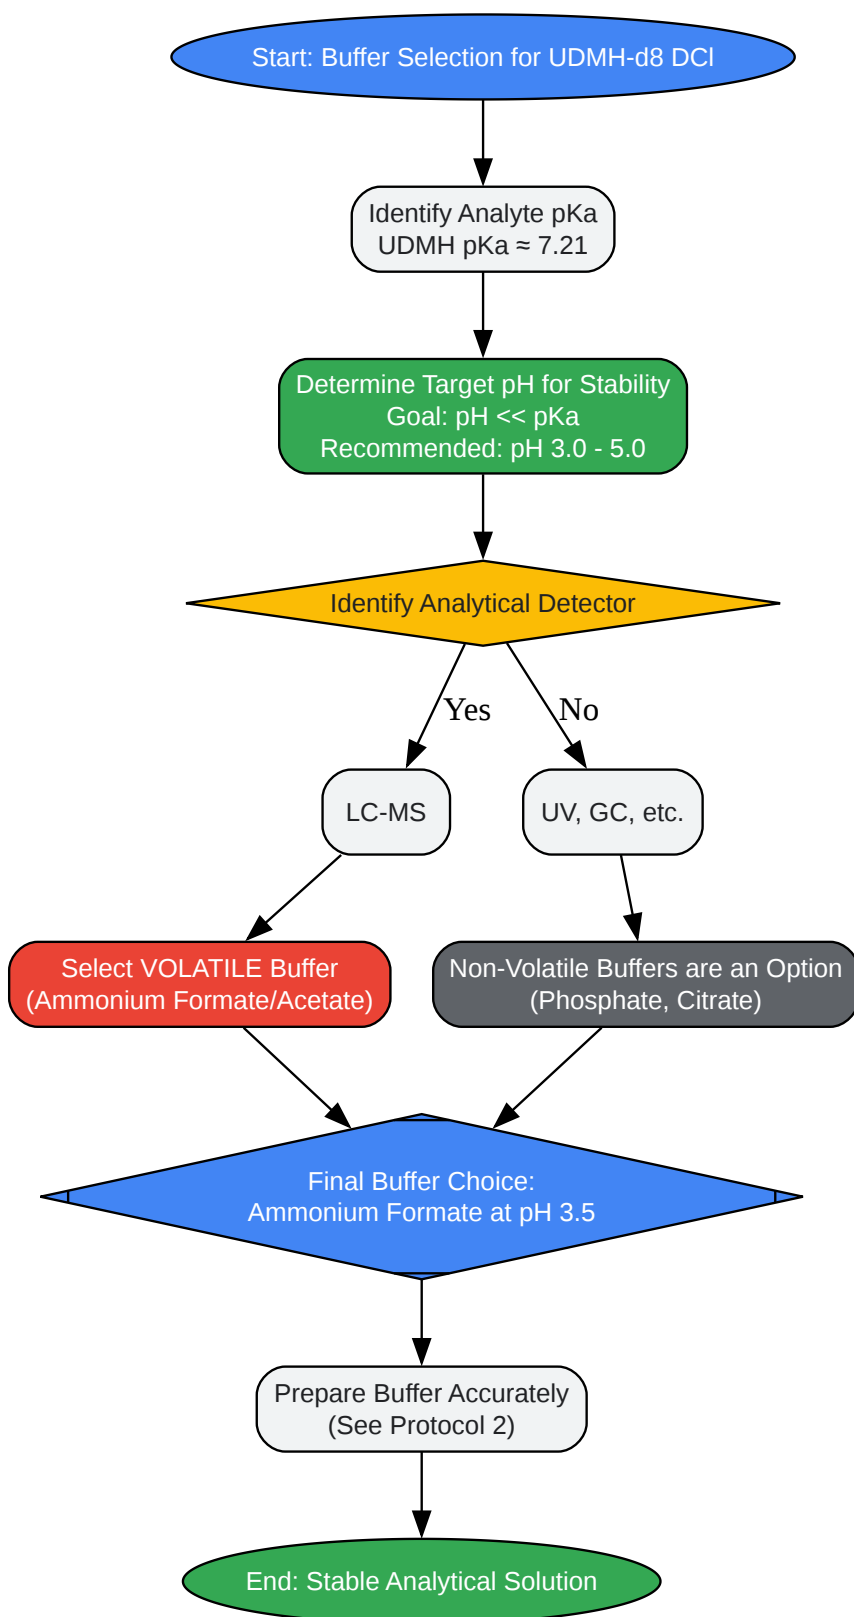 Start: Buffer Selection for UDMH-d8 DCl
Identify Analyte pKa
UDMH pKa ≈ 7.21
Determine Target pH for Stability
Goal: pH << pKa
Recommended: pH 3.0 - 5.0
Identify Analytical Detector
Yes
No
LC-MS
UV, GC, etc.
Select VOLATILE Buffer
(Ammonium Formate/Acetate)
Non-Volatile Buffers are an Option
(Phosphate, Citrate)
Final Buffer Choice:
Ammonium Formate at pH 3.5
Prepare Buffer Accurately
(See Protocol 2)
End: Stable Analytical Solution